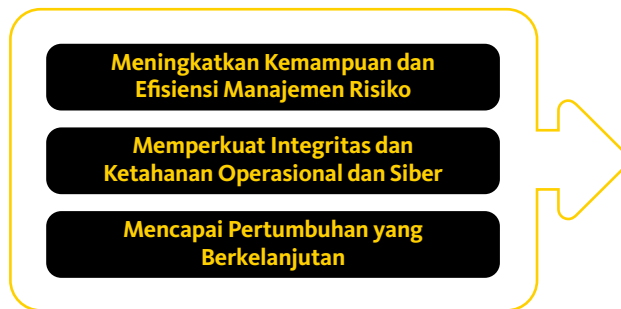 Meningkatkan Kemampuan dan
Efisiensi Manajemen Risiko
Memperkuat Integritas dan
Ketahanan Operasional dan Siber
Mencapai Pertumbuhan yang
Berkelanjutan